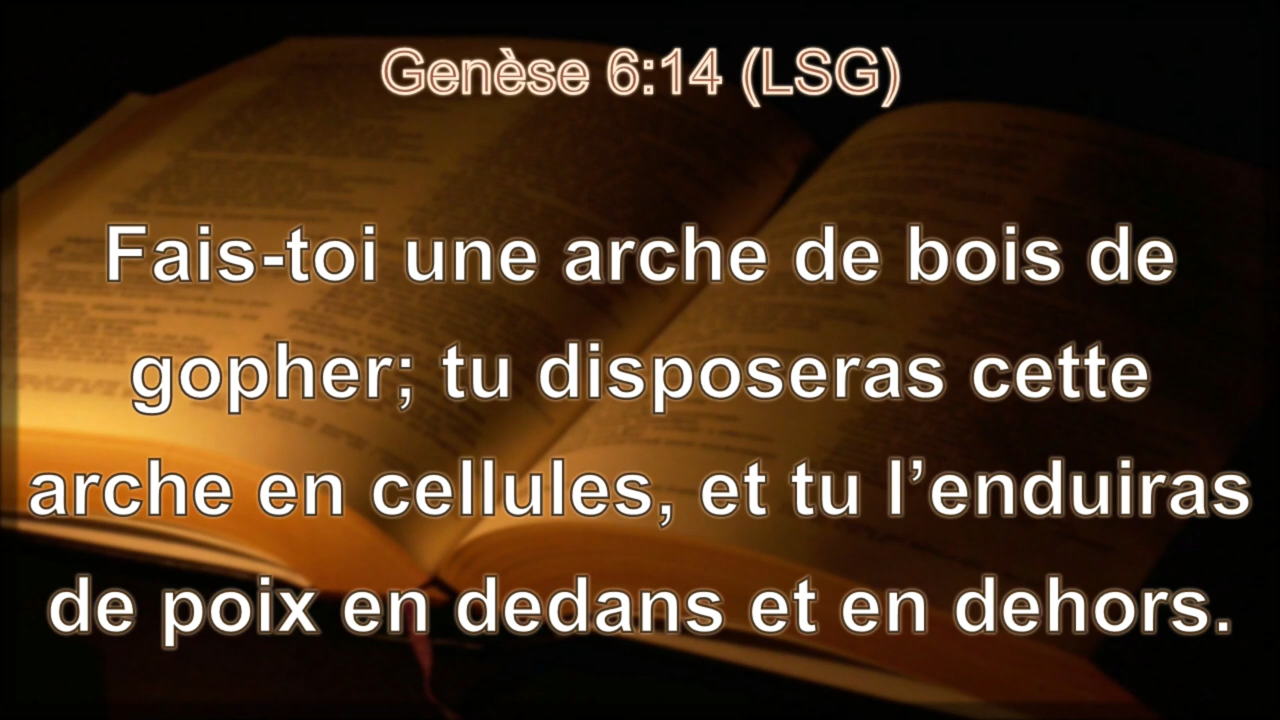 Genèse 6:14 (LSG)
Fais-toi une arche de bois de
gopher; tu disposeras cette
arche en cellules, et tu l’enduiras
de poix en dedans et en dehors.